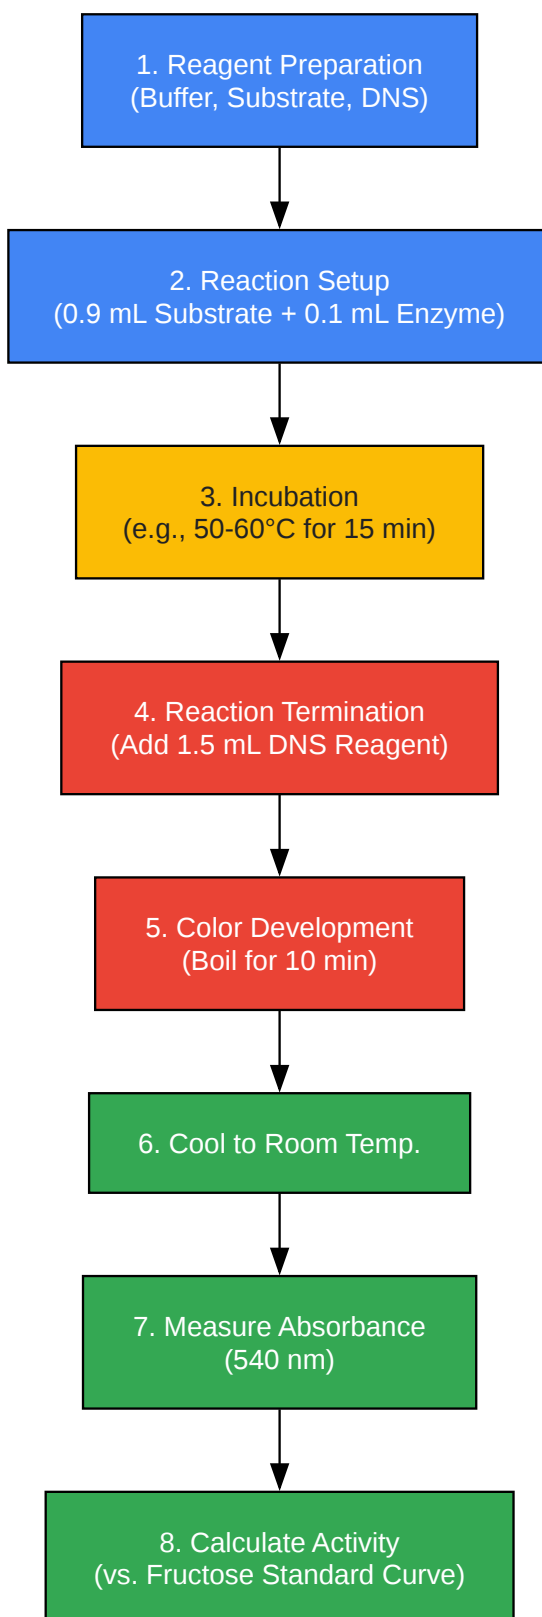 1. Reagent Preparation
(Buffer, Substrate, DNS)
2. Reaction Setup
(0.9 mL Substrate + 0.1 mL Enzyme)
3. Incubation
(e.g., 50-60°C for 15 min)
4. Reaction Termination
(Add 1.5 mL DNS Reagent)
5. Color Development
(Boil for 10 min)
6. Cool to Room Temp.
7. Measure Absorbance
(540 nm)
8. Calculate Activity
(vs. Fructose Standard Curve)